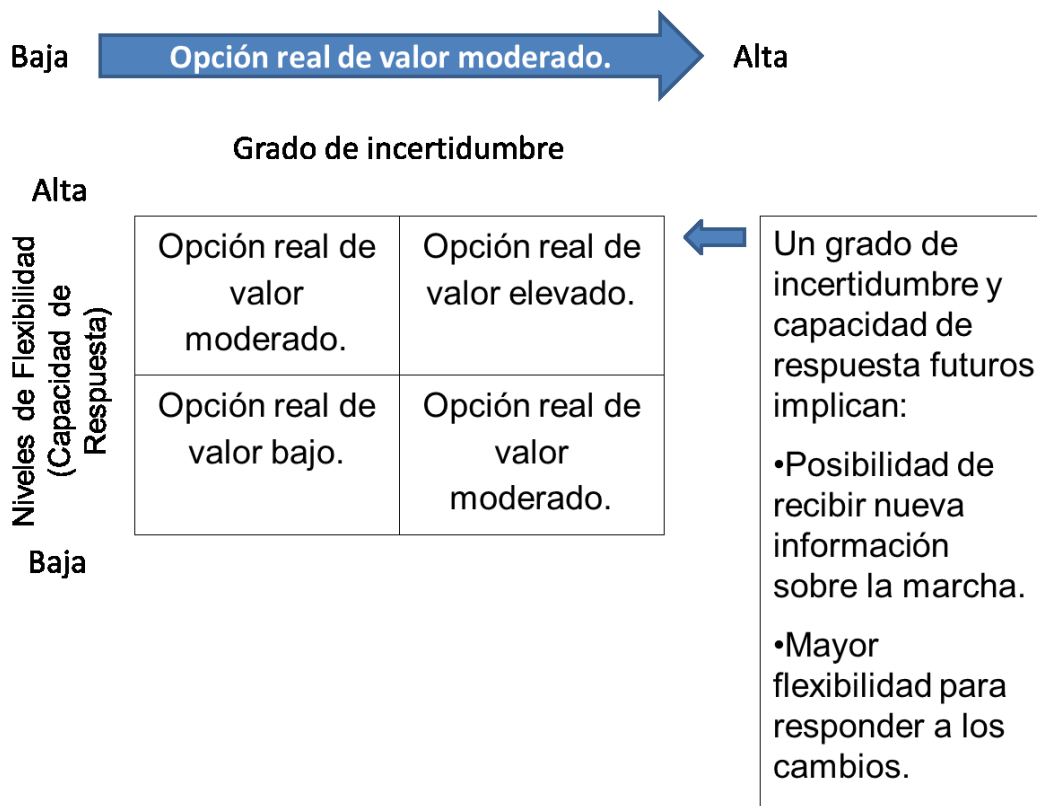 Baja
Opción real de valor moderado.
Alta
Grado de incertidumbre
Alta
Niveles de Flexibilidad
(Capacidad de
Respuesta)
Baja
Opción real de
valor
moderado.
Opción real de
valor elevado.
Opción real de
valor bajo.
Opción real de
valor
moderado.
Un grado de
incertidumbre y
capacidad de
respuesta futuros
implican:
•Posibilidad de
recibir nueva
información
sobre la marcha.
•Mayor
flexibilidad para
responder a los
cambios.